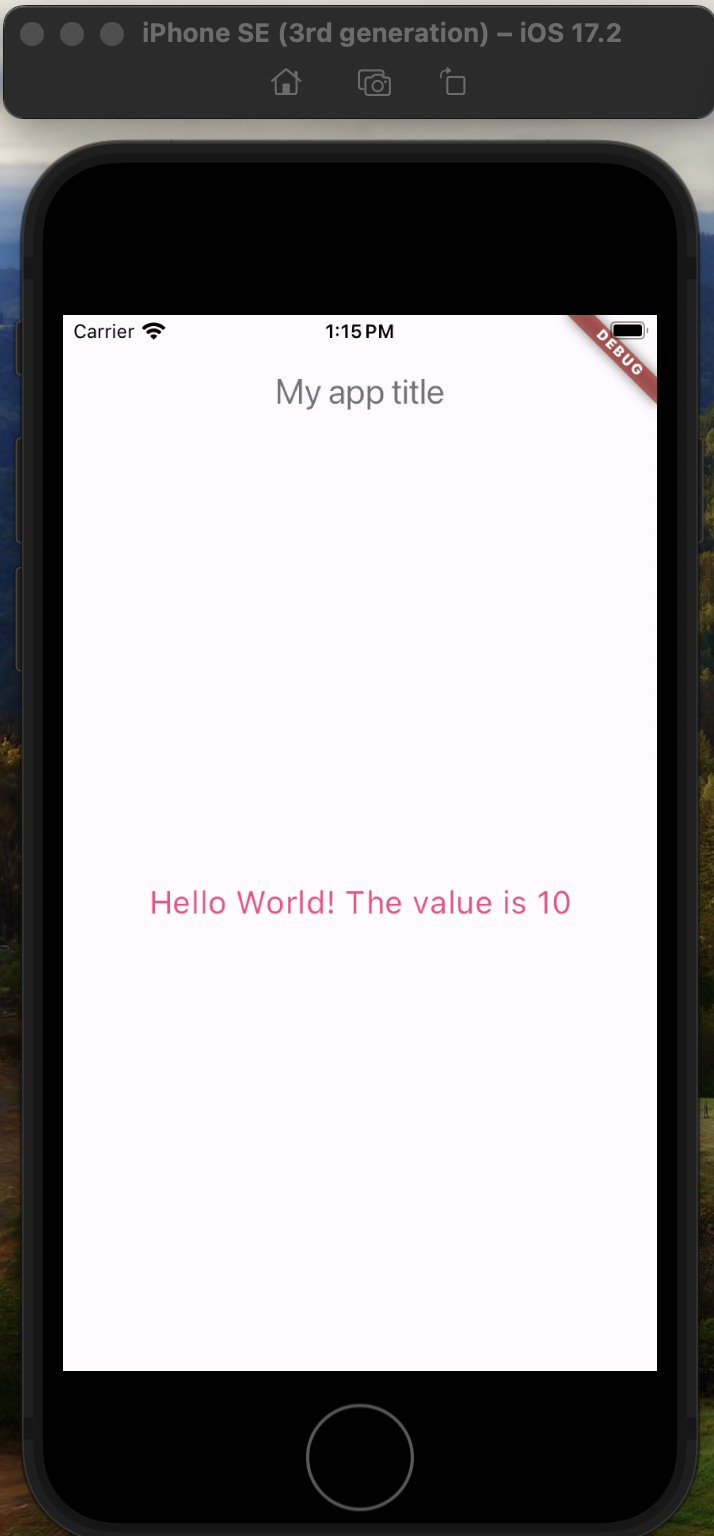 iPhone SE (3rd generation) – iOS 17.2
Carrier 1:15 PM
DEBUG
My app title
Hello World! The value is 10